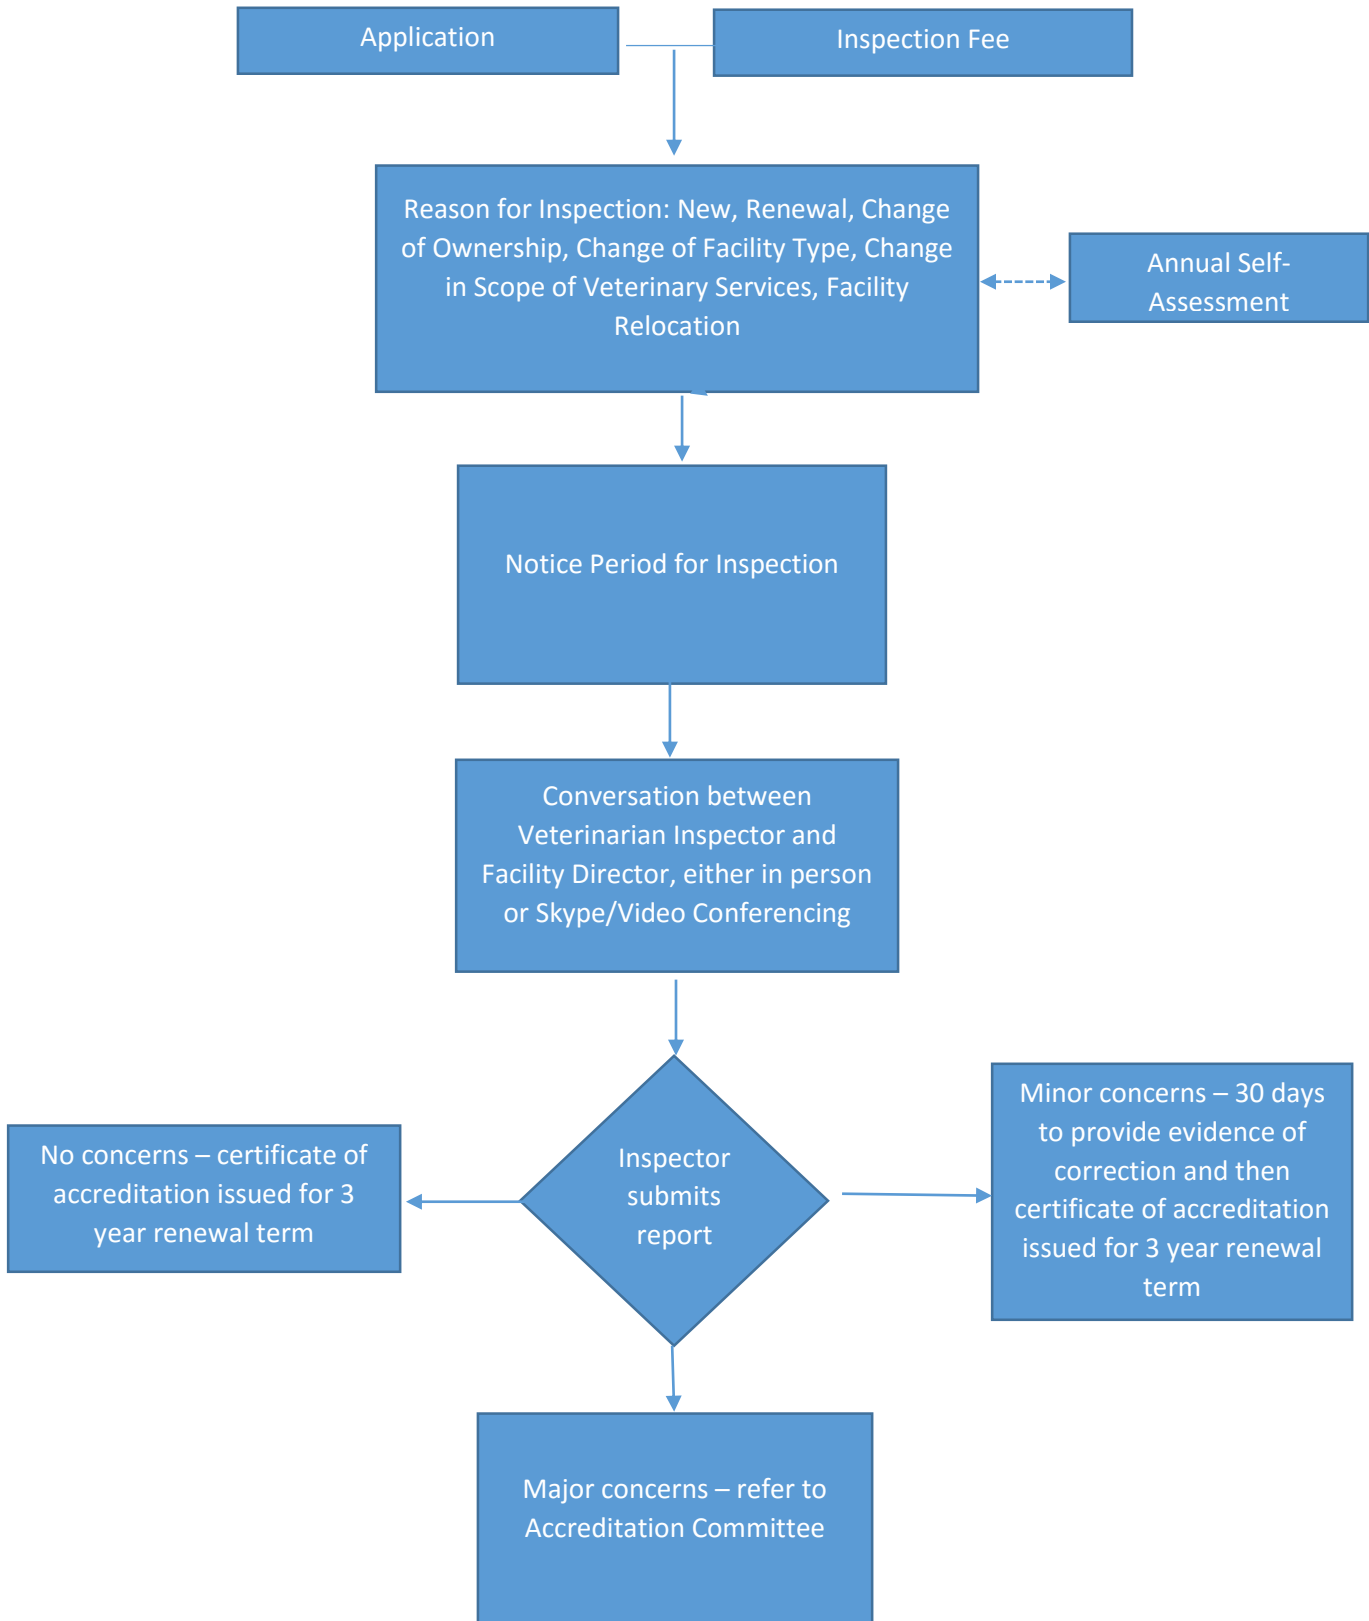 Application
Inspection Fee
Reason for Inspection: New, Renewal, Change
of Ownership, Change of Facility Type, Change
in Scope of Veterinary Services, Facility
Relocation
Annual Self-
Assessment
Notice Period for Inspection
Conversation between
Veterinarian Inspector and
Facility Director, either in person
or Skype/Video Conferencing
No concerns – certificate of
accreditation issued for 3
year renewal term
Inspector
submits
report
Minor concerns – 30 days
to provide evidence of
correction and then
certificate of accreditation
issued for 3 year renewal
term
Major concerns – refer to
Accreditation Committee